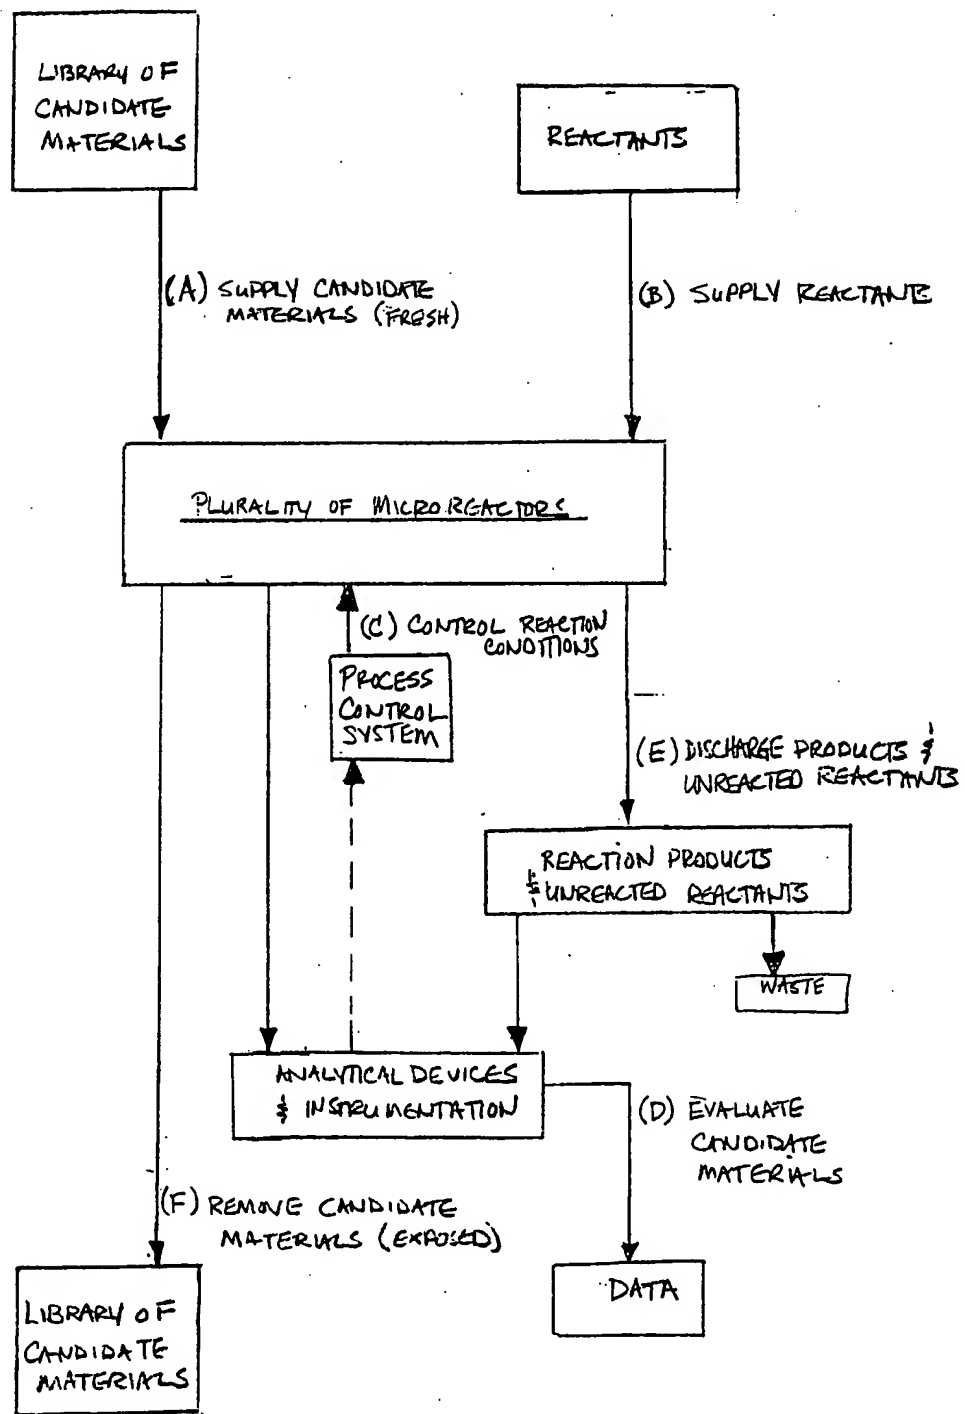 LIBRARY OF
CANDIDATE
MATERIALS
REACTANTS
(A) SUPPLY CANDIDATE
MATERIALS (FRESH)
(B) SUPPLY REACTANTS
PLURALITY OF MICROREACTORS
(C) CONTROL REACTION
CONDITIONS
PROCESS
CONTROL
SYSTEM
(E) DISCHARGE PRODUCTS &
UNREACTED REACTANTS
REACTION PRODUCTS
& UNREACTED REACTANTS
WASTE
ANALYTICAL DEVICES
& INSTRUMENTATION
(D) EVALUATE
CANDIDATE
MATERIALS
(F) REMOVE CANDIDATE
MATERIALS (EXPOSED)
DATA
LIBRARY OF
CANDIDATE
MATERIALS